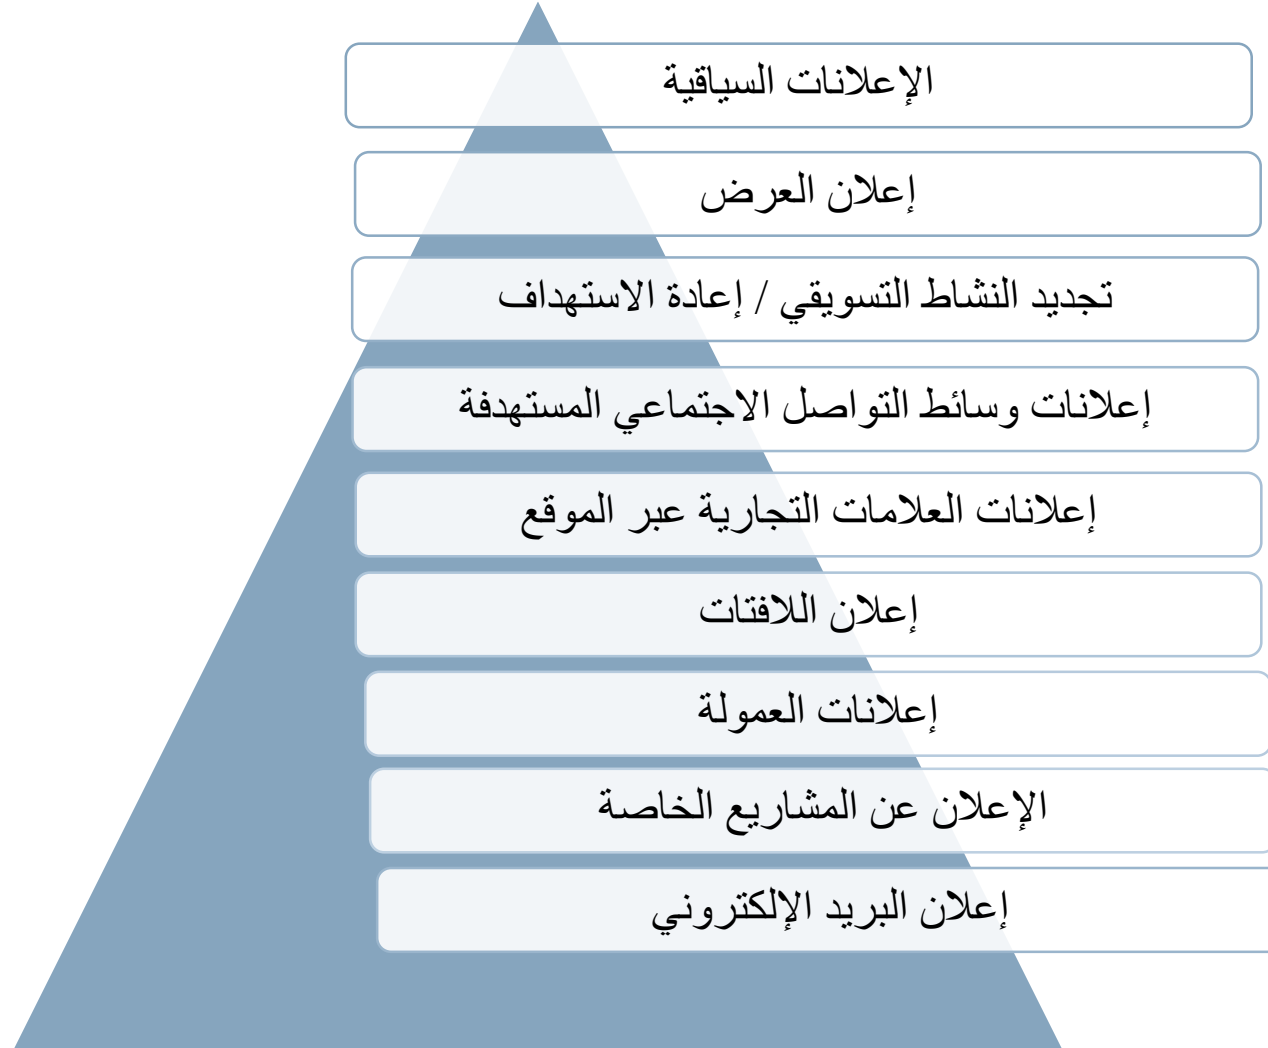 الإعلانات السياقية
إعلان العرض
تجديد النشاط التسويقي / إعادة الاستهداف
إعلانات وسائط التواصل الاجتماعي المستهدفة
إعلانات العلامات التجارية عبر الموقع
إعلان اللافتات
إعلانات العمولة
الإعلان عن المشاريع الخاصة
إعلان البريد الإلكتروني